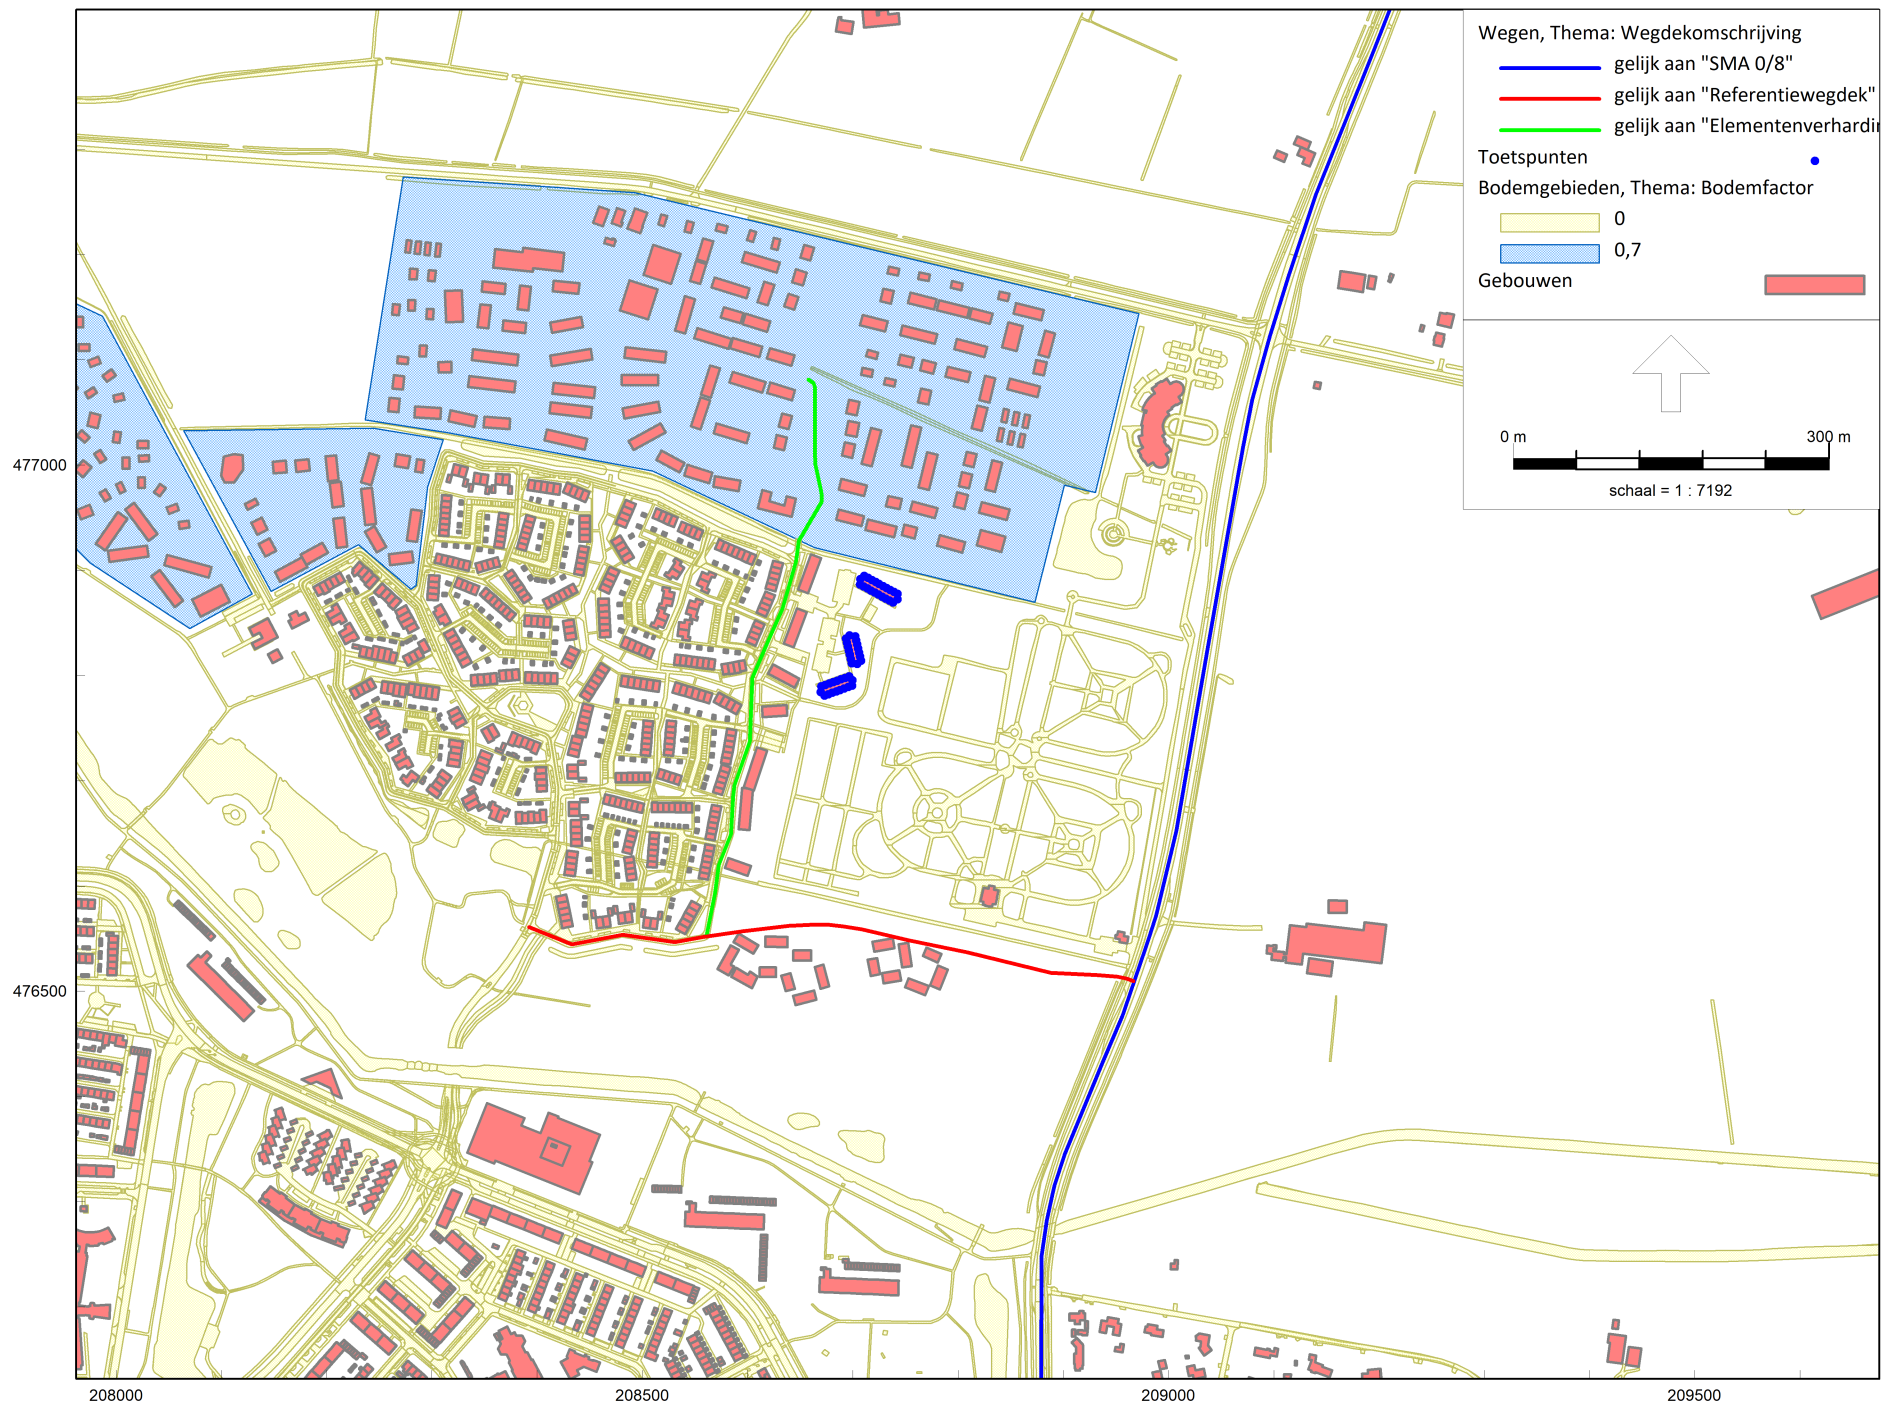 Wegen, Thema: Wegdekomschrijving
gelijk aan "SMA 0/8"
gelijk aan "Referentiewegdek"
gelijk aan "Elementenverhardi
Toetspunten
Bodemgebieden, Thema: Bodemfactor
0
0,7
Gebouwen
0 m 300 m
schaal = 1 : 7192
477000
476500
208000 208500 209000 209500